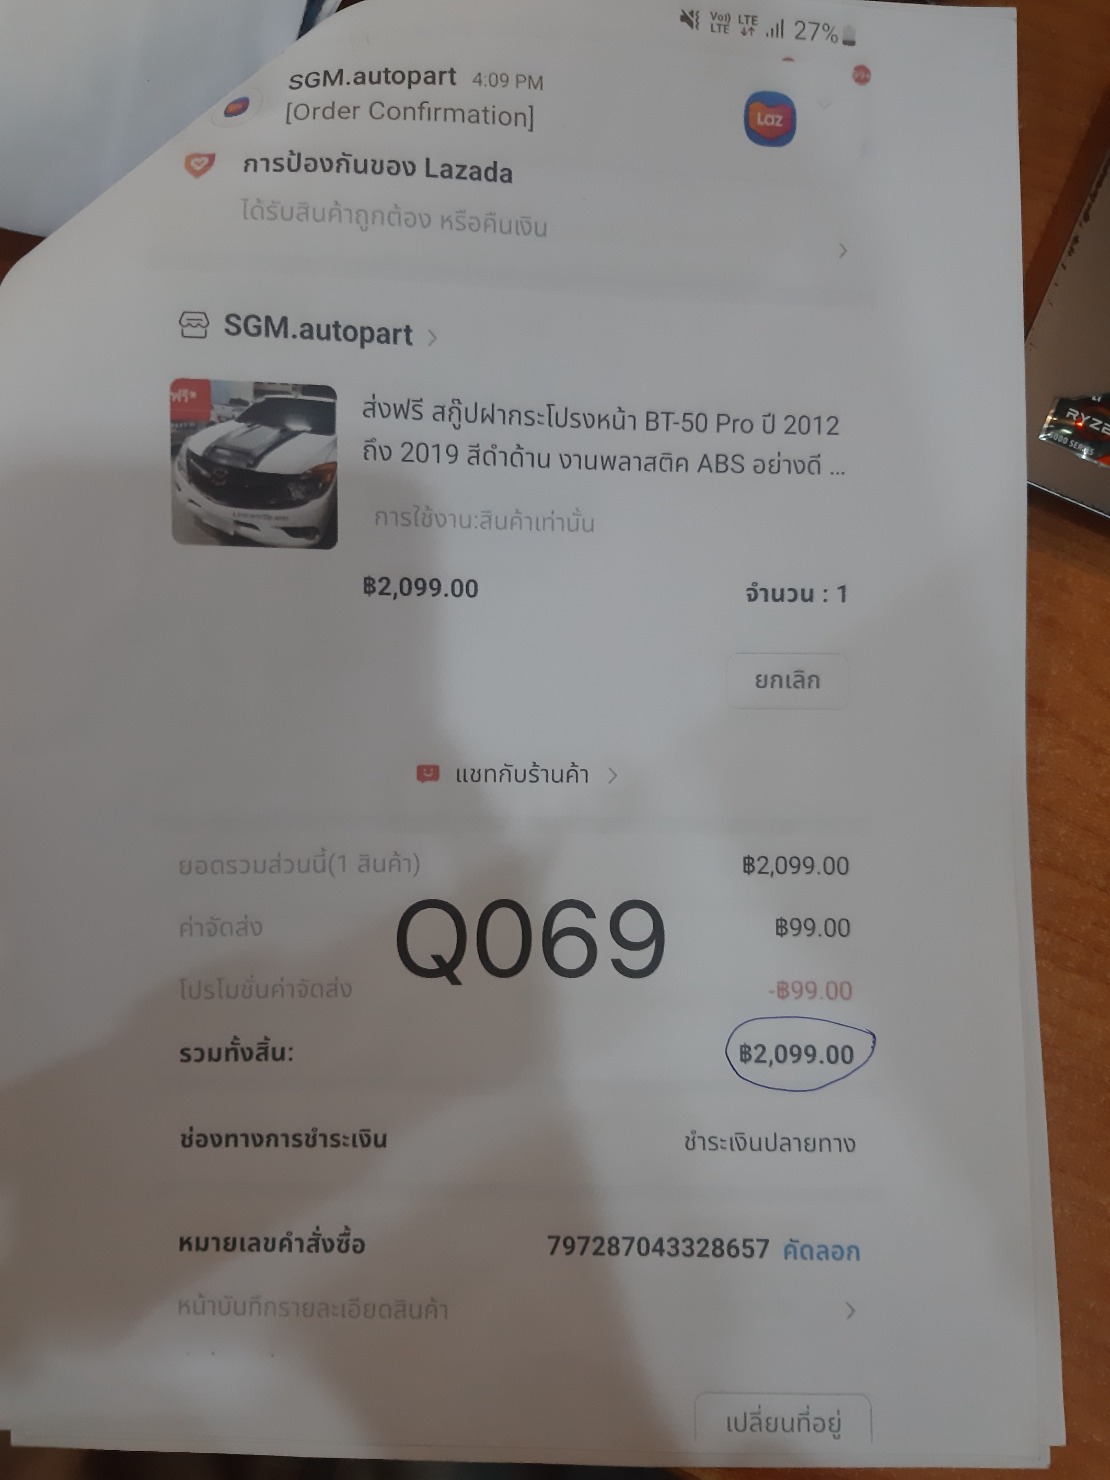 Vo)) LTE
LTE 27%
SGM.autopart 4:09 PM
99+
[Order Confirmation]
Laz
การป้องกันของ Lazada
ได้รับสินค้าถูกต้อง หรือคืนเงิน
SGM.autopart
ฟรี*
ส่งฟรี สกู๊ปฝากระโปรงหน้า BT-50 Pro ปี 2012
ถึง 2019 สีดำด้าน งานพลาสติค ABS อย่างดี ...
RYZE
5000 SERIES
การใช้งาน:สินค้าเท่านั้น
฿2,099.00 จำนวน : 1
ยกเลิก
แชทกับร้านค้า
ยอดรวมส่วนนี้(1 สินค้า) ฿2,099.00
ค่าจัดส่ง ฿99.00
Q069
โปรโมชั่นค่าจัดส่ง -฿99.00
รวมทั้งสิ้น: ฿2,099.00
ช่องทางการชำระเงิน ชำระเงินปลายทาง
หมายเลขคำสั่งซื้อ 797287043328657 คัดลอก
หน้าบันทึกรายละเอียดสินค้า
เปลี่ยนที่อยู่